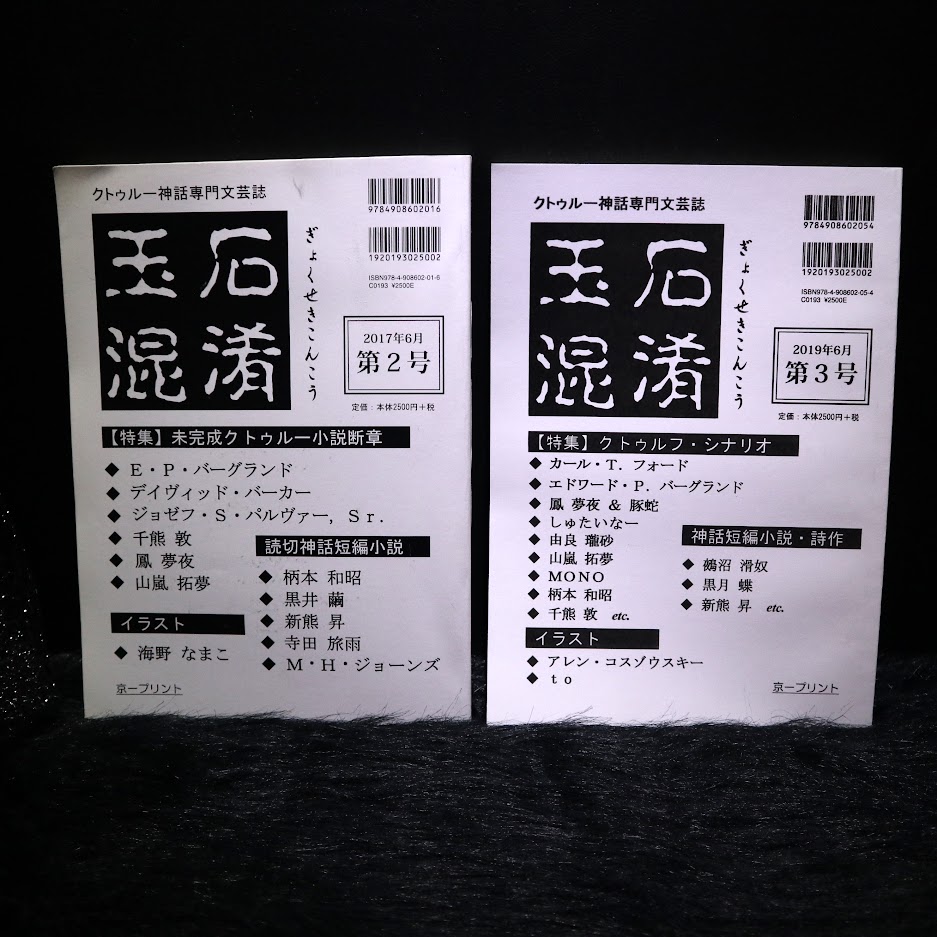 クトゥルー神話専門文芸誌
玉石
混淆
ぎょくせきこんこう
9784908602016
1920193025002
ISBN978-4-908602-01-6
C0193 ¥2500E
2017年6月
第2号
定価：本体2500円＋税
【特集】未完成クトゥルー小説断章
◆ E・P・バーグランド
◆ デイヴィッド・バーカー
◆ ジョゼフ・S・パルヴァー, Sr.
◆ 千熊 敦
◆ 鳳 夢夜
◆ 山嵐 拓夢
読切神話短編小説
◆ 柄本 和昭
◆ 黒井 繭
◆ 新熊 昇
◆ 寺田 旅雨
◆ M・H・ジョーンズ
イラスト
◆ 海野 なまこ
京一プリント
クトゥルー神話専門文芸誌
玉石
混淆
ぎょくせきこんこう
9784908602054
1920193025002
ISBN978-4-908602-05-4
C0193 ¥2500E
2019年6月
第3号
定価：本体2500円＋税
【特集】クトゥルフ・シナリオ
◆ カール・T. フォード
◆ エドワード・P. バーグランド
◆ 鳳 夢夜 & 豚蛇
◆ しゅたいなー
◆ 由良 瓏砂
◆ 山嵐 拓夢
◆ MONO
◆ 柄本 和昭
◆ 千熊 敦 etc.
神話短編小説・詩作
◆ 鵺沼 滑奴
◆ 黒月 蝶
◆ 新熊 昇 etc.
イラスト
◆ アレン・コスゾウスキー
◆ to
京一プリント